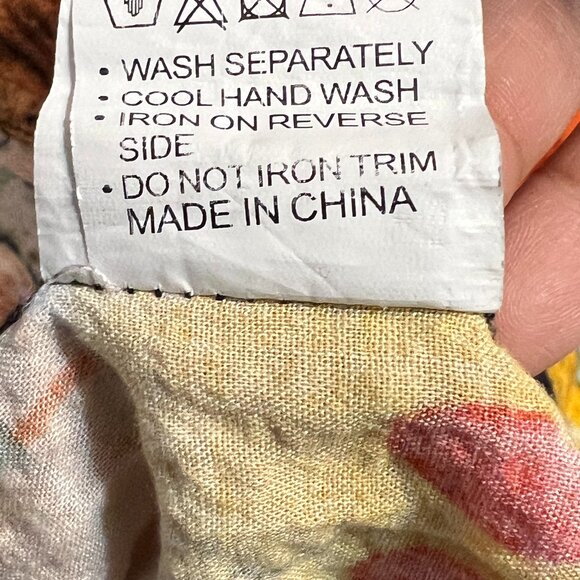 • WASH SEPARATELY
• COOL HAND WASH
• IRON ON REVERSE
SIDE
• DO NOT IRON TRIM
MADE IN CHINA